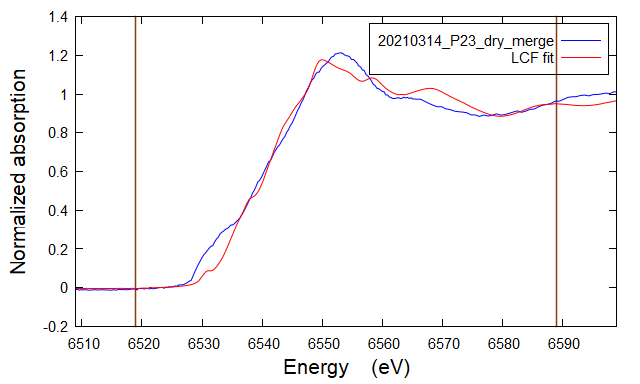 1.4
1.2
1
0.8
0.6
0.4
0.2
0
-0.2
Normalized absorption
20210314_P23_dry_merge
LCF fit
6510 6520 6530 6540 6550 6560 6570 6580 6590
Energy (eV)